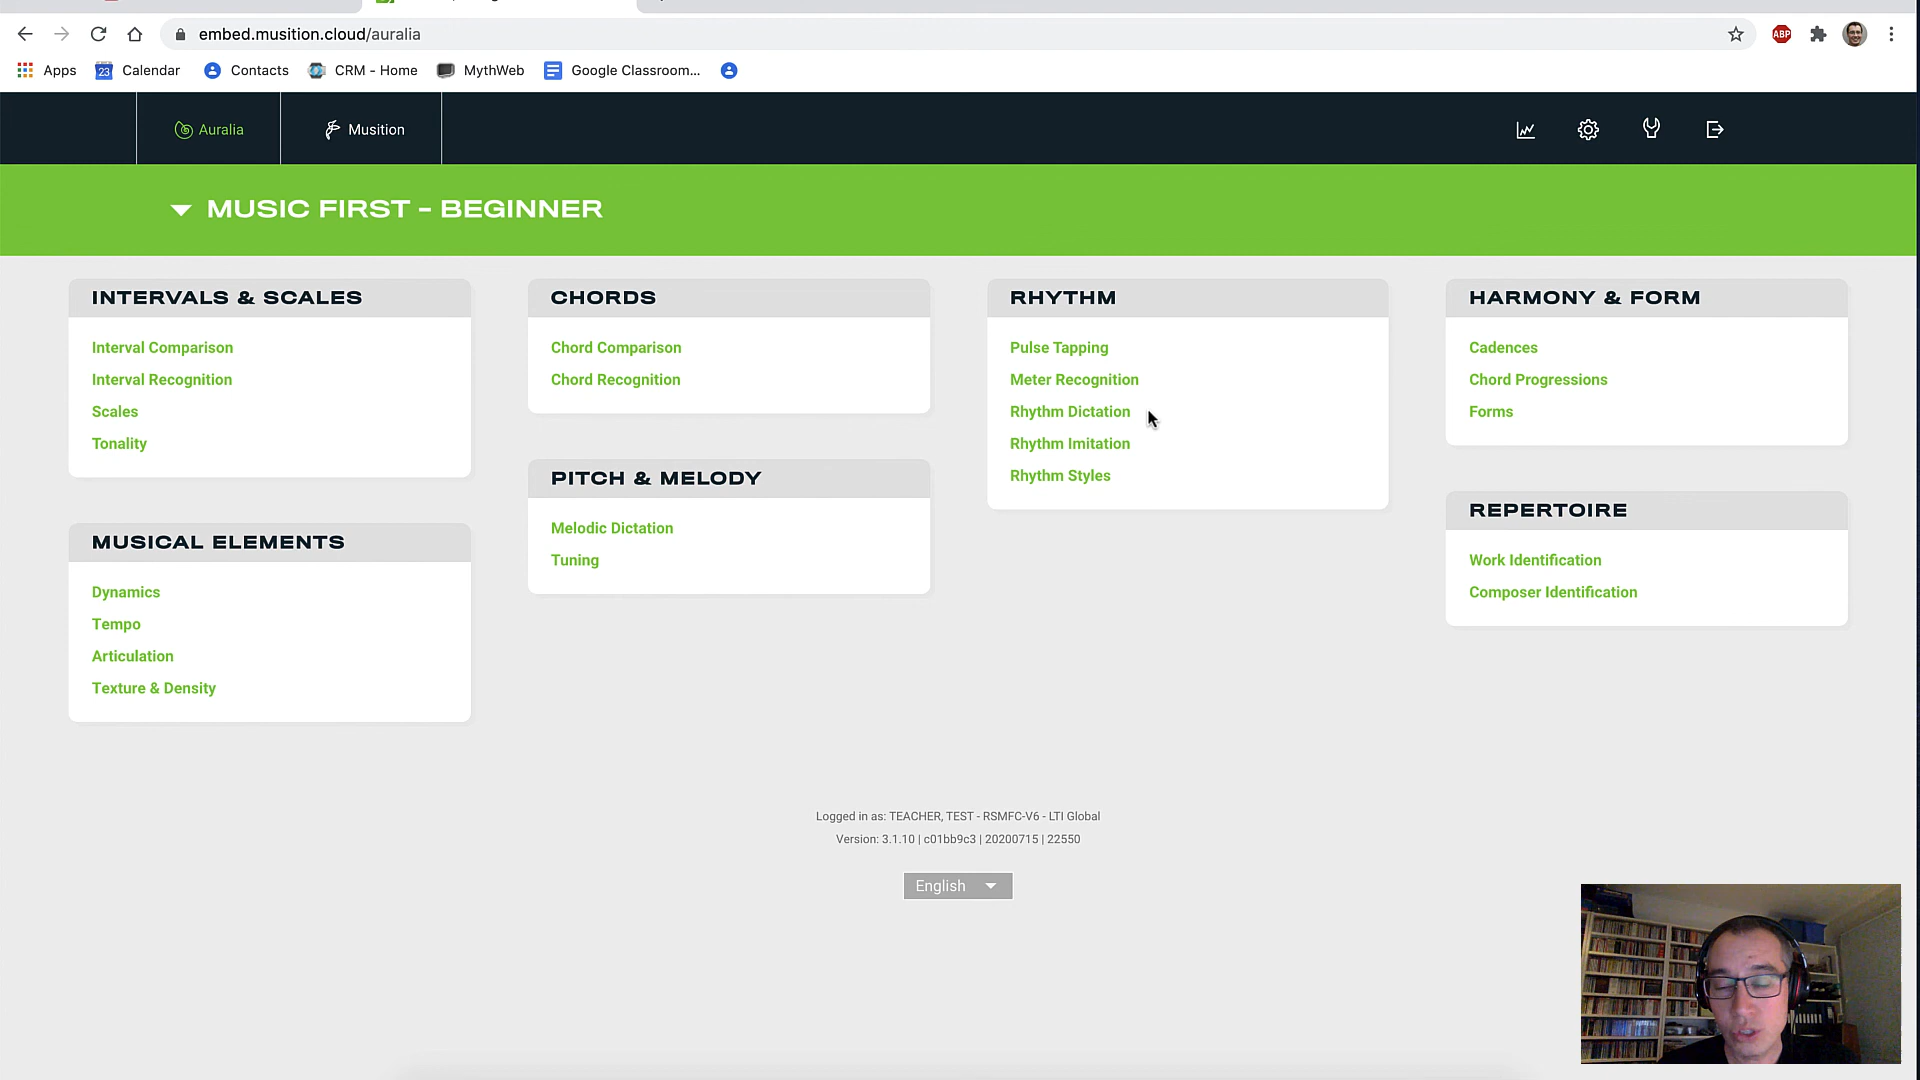 embed.musition.cloud/auralia
ABP
Apps
23 Calendar
Contacts
CRM - Home
MythWeb
Google Classroom...
Auralia
Musition
MUSIC FIRST - BEGINNER
INTERVALS & SCALES
Interval Comparison
Interval Recognition
Scales
Tonality
MUSICAL ELEMENTS
Dynamics
Tempo
Articulation
Texture & Density
CHORDS
Chord Comparison
Chord Recognition
PITCH & MELODY
Melodic Dictation
Tuning
RHYTHM
Pulse Tapping
Meter Recognition
Rhythm Dictation
Rhythm Imitation
Rhythm Styles
HARMONY & FORM
Cadences
Chord Progressions
Forms
REPERTOIRE
Work Identification
Composer Identification
Logged in as: TEACHER, TEST - RSMFC-V6 - LTI Global
Version: 3.1.10 | c01bb9c3 | 20200715 | 22550
English